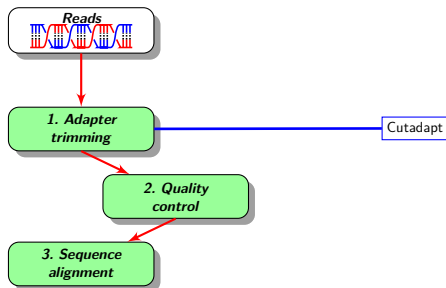 Reads
1. Adapter
trimming
Cutadapt
2. Quality
control
3. Sequence
alignment